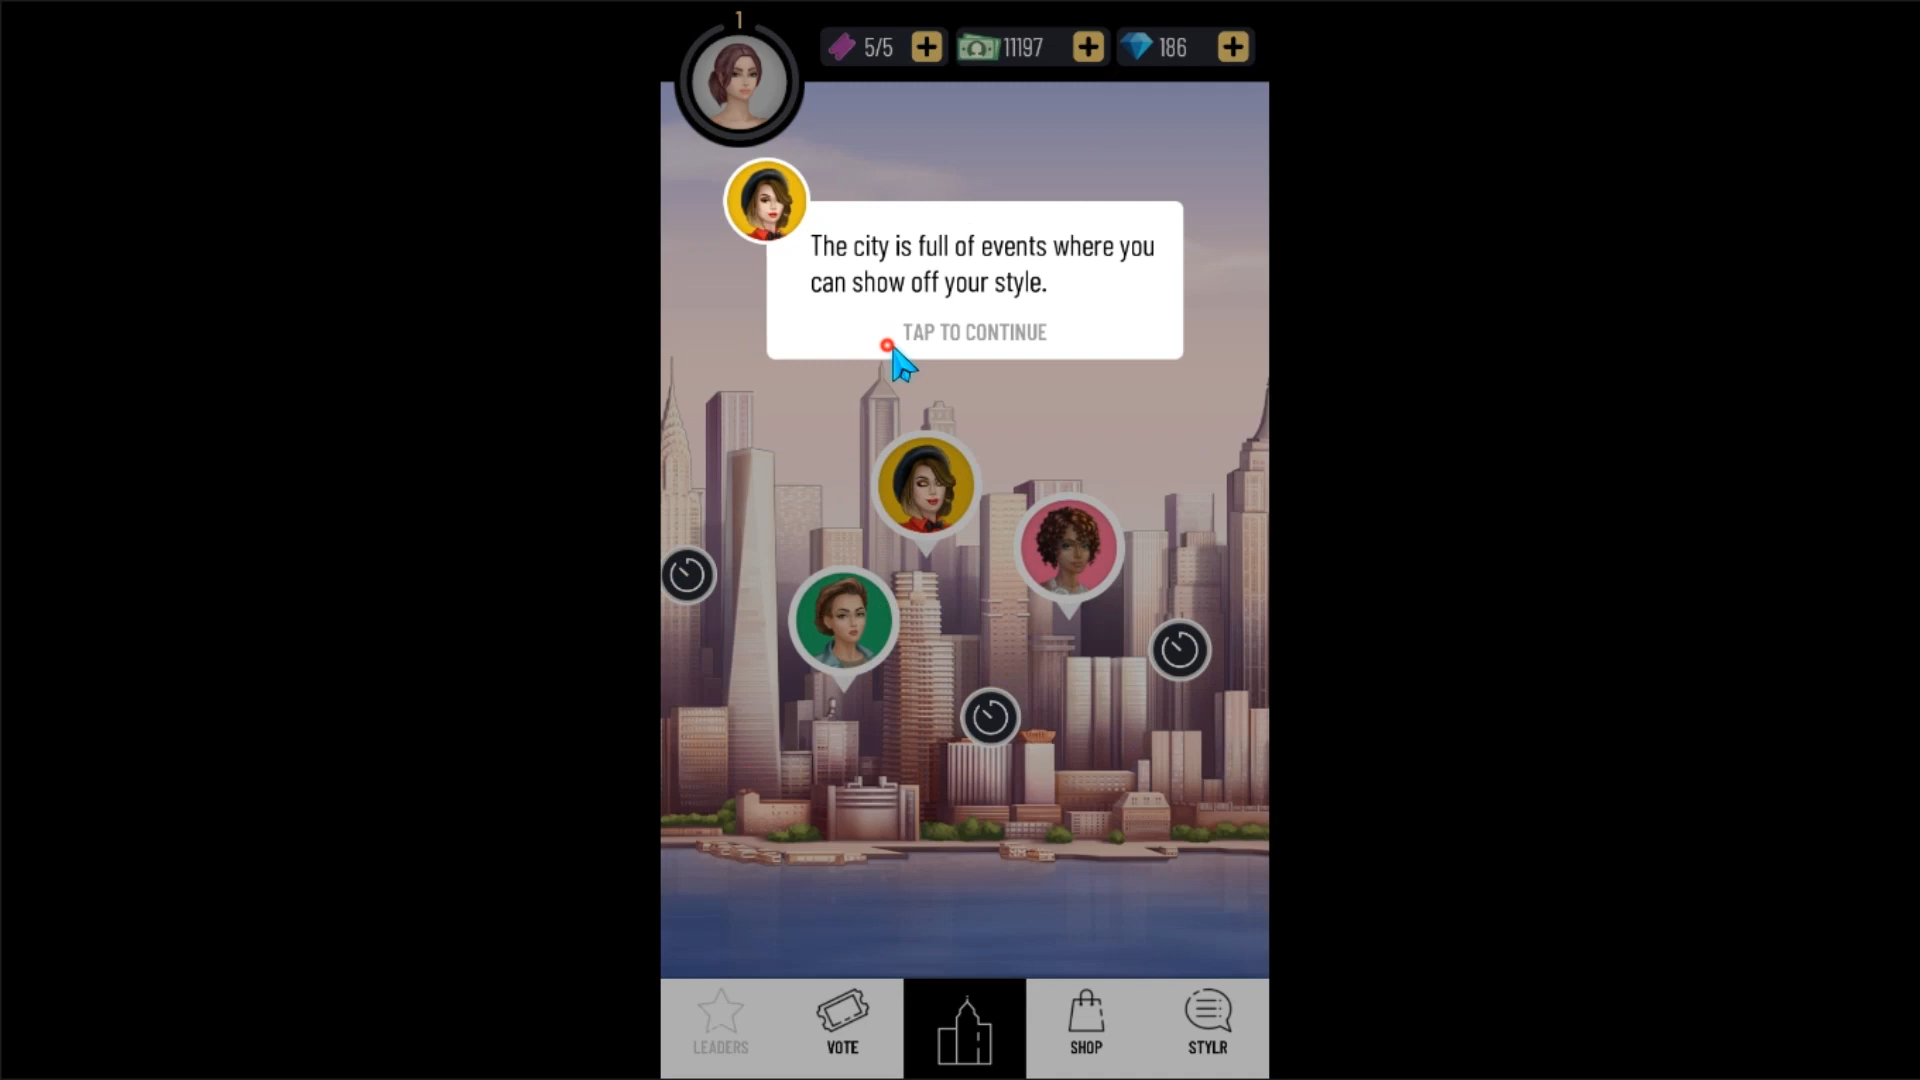 1
5/5
11197
186
The city is full of events where you
can show off your style.
TAP TO CONTINUE
LEADERS
VOTE
SHOP
STYLR